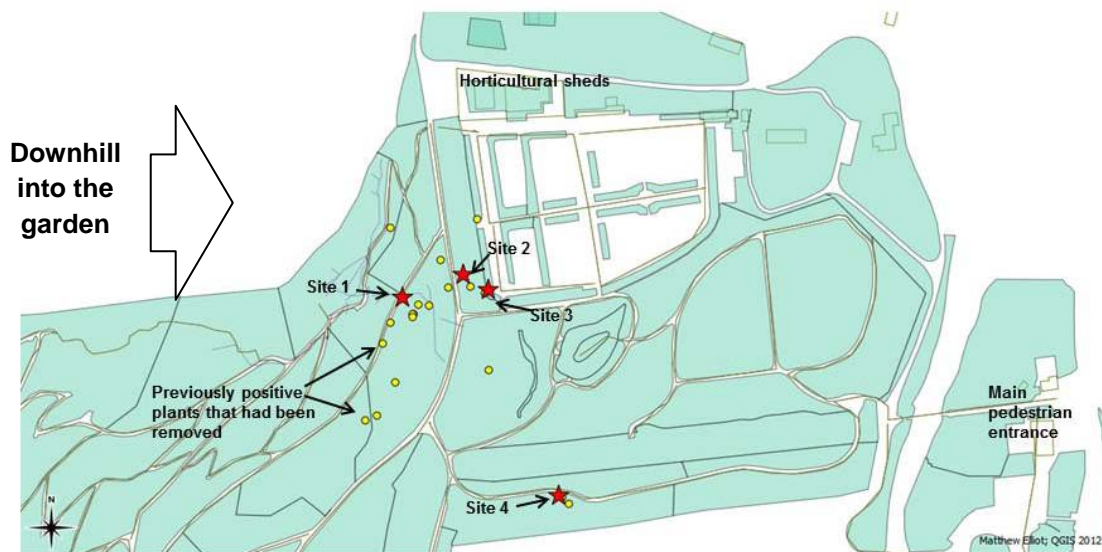 Horticultural sheds
Downhill
into the
garden
Site 2
Site 1
Site 3
Previously positive
plants that had been
removed
Main
pedestrian
entrance
Site 4
N
Matthew Elliot; QGIS 2012